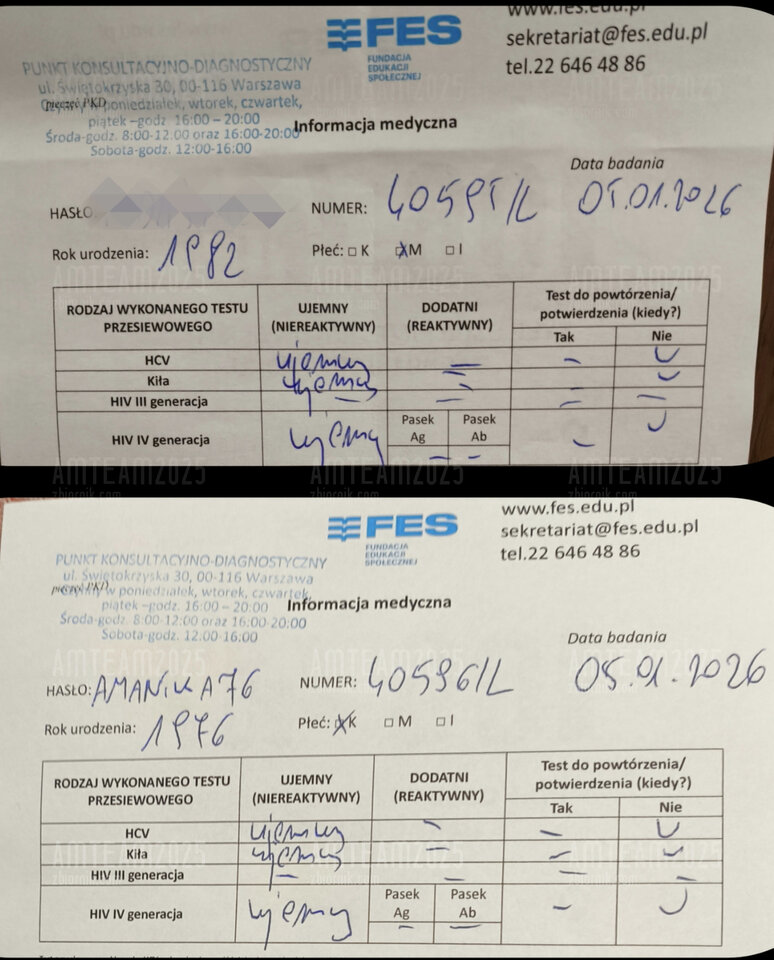 www.fes.edu.pl
FES
sekretariat@fes.edu.pl
FUNDACJA
EDUKACJI
SPOŁECZNEJ
tel.22 646 48 86
PUNKT KONSULTACYJNO-DIAGNOSTYCZNY
ul. Świętokrzyska 30, 00-116 Warszawa
Czynny w poniedziałek, wtorek, czwartek,
pieczęć PKD
piątek –godz 16:00 – 20:00
Środa-godz. 8:00-12:00 oraz 16:00-20:00
Sobota-godz. 12:00-16:00
Informacja medyczna
Data badania
HASŁO
NUMER: 40595/L 05.01.2026
Rok urodzenia: 1982 Płeć: □ K ☒ M □ I
RODZAJ WYKONANEGO TESTU PRZESIEWOWEGO
UJEMNY (NIEREAKTYWNY)
DODATNI (REAKTYWNY)
Test do powtórzenia/ potwierdzenia (kiedy?)
Tak Nie
HCV ujemny
Kiła ujemny
HIV III generacja
Pasek Ag Pasek Ab
HIV IV generacja ujemny
AMTEAM2025
zbiornik.com
www.fes.edu.pl
FES
sekretariat@fes.edu.pl
FUNDACJA
EDUKACJI
SPOŁECZNEJ
tel.22 646 48 86
PUNKT KONSULTACYJNO-DIAGNOSTYCZNY
ul. Świętokrzyska 30, 00-116 Warszawa
pieczęć PKD
Czynny w poniedziałek, wtorek, czwartek,
piątek –godz. 16:00 – 20:00
Środa-godz. 8:00-12:00 oraz 16:00-20:00
Sobota-godz. 12.00-16:00
Informacja medyczna
Data badania
HASŁO: AMANIKA76 NUMER: 40596/L 05.01.2026
Rok urodzenia: 1976 Płeć: ☒ K □ M □ I
RODZAJ WYKONANEGO TESTU PRZESIEWOWEGO
UJEMNY (NIEREAKTYWNY)
DODATNI (REAKTYWNY)
Test do powtórzenia/ potwierdzenia (kiedy?)
Tak Nie
HCV ujemny
Kiła ujemny
HIV III generacja
Pasek Ag Pasek Ab
HIV IV generacja ujemny